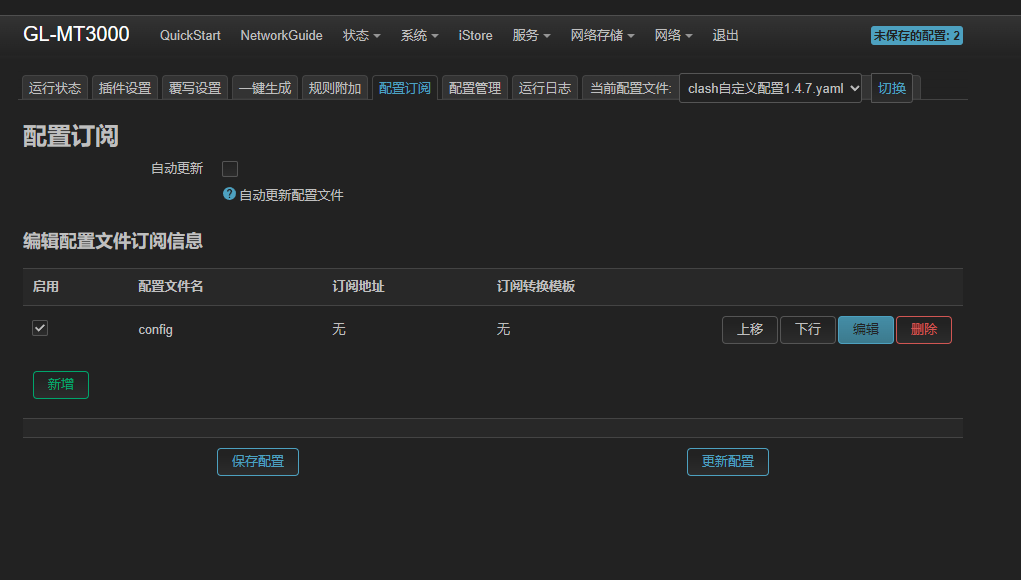 GL-MT3000 QuickStart NetworkGuide 状态 系统 iStore 服务 网络存储 网络 退出 未保存的配置: 2
运行状态 插件设置 覆写设置 一键生成 规则附加 配置订阅 配置管理 运行日志 当前配置文件: clash自定义配置1.4.7.yaml 切换
配置订阅
自动更新
? 自动更新配置文件
编辑配置文件订阅信息
启用 配置文件名 订阅地址 订阅转换模板
config 无 无 上移 下行 编辑 删除
新增
保存配置 更新配置